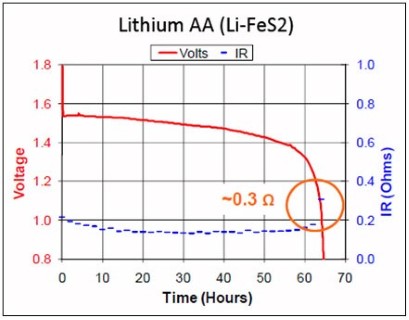 Lithium AA (Li-FeS2)
Volts IR
1.8 1.0
1.6 0.8
1.4 0.6
1.2 0.4
~0.3 Ω
1.0 0.2
0.8 0.0
Voltage
IR (Ohms)
0 10 20 30 40 50 60 70
Time (Hours)